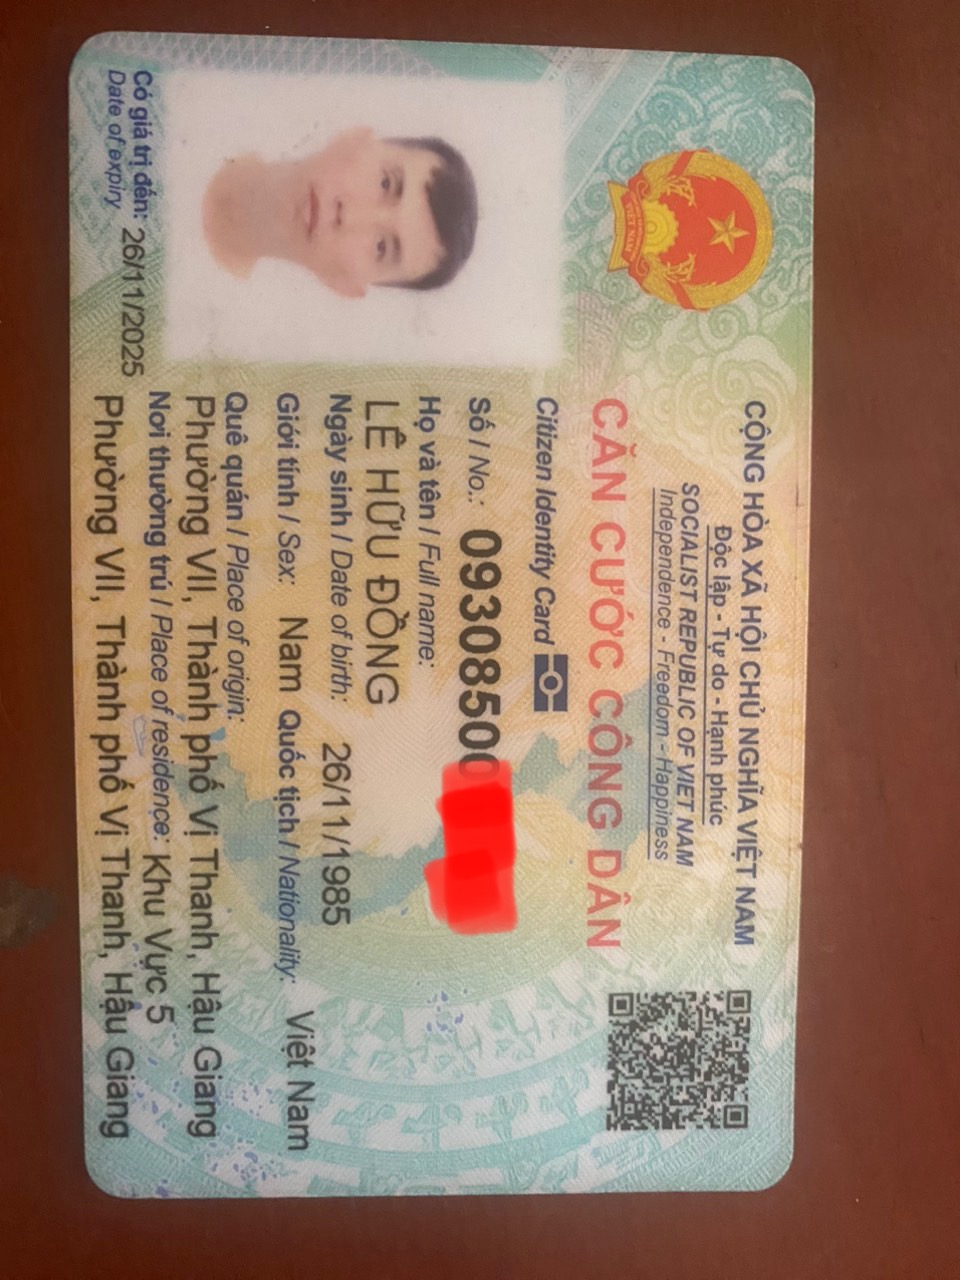 CỘNG HÒA XÃ HỘI CHỦ NGHĨA VIỆT NAM
Độc lập - Tự do - Hạnh phúc
SOCIALIST REPUBLIC OF VIET NAM
Independence - Freedom - Happiness
CĂN CƯỚC CÔNG DÂN
Citizen Identity Card
Số / No.: 09308500
Họ và tên / Full name:
LÊ HỮU ĐỒNG
Ngày sinh / Date of birth: 26/11/1985
Giới tính / Sex: Nam Quốc tịch / Nationality: Việt Nam
Quê quán / Place of origin:
Phường VII, Thành phố Vị Thanh, Hậu Giang
Nơi thường trú / Place of residence: Khu Vực 5
Phường VII, Thành phố Vị Thanh, Hậu Giang
Có giá trị đến: 26/11/2025
Date of expiry
VIỆT NAM